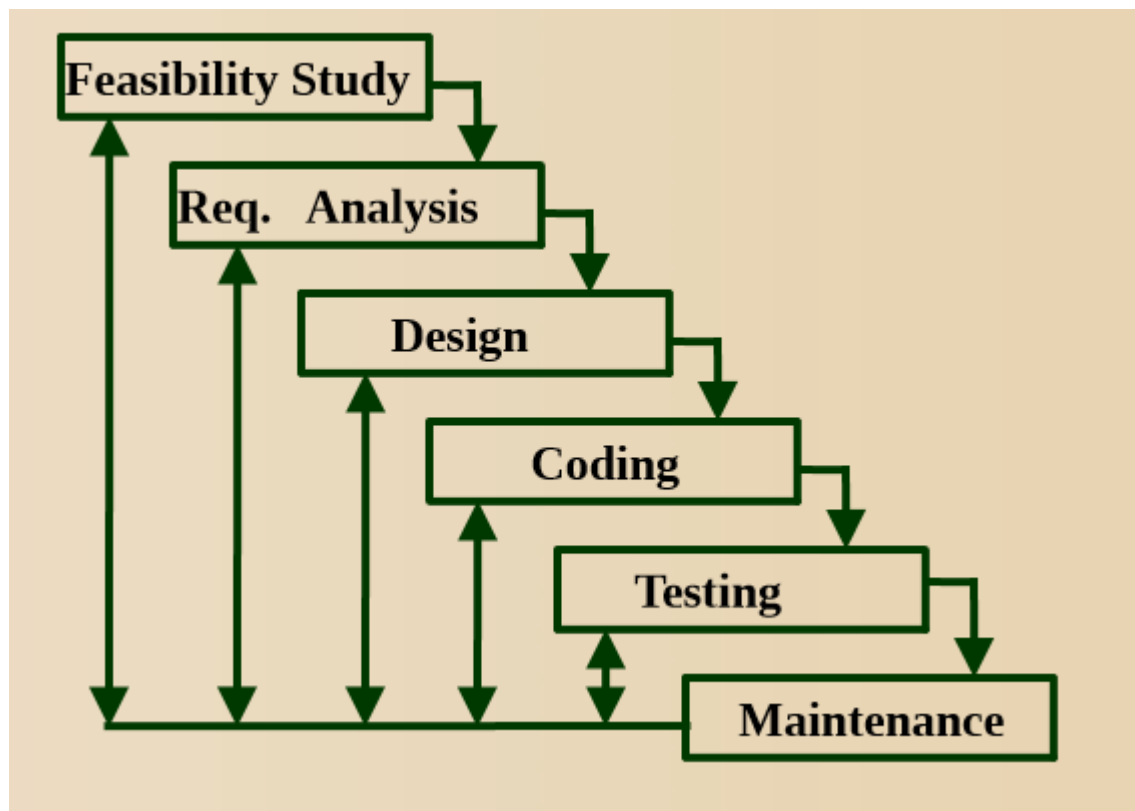 Feasibility Study
Req. Analysis
Design
Coding
Testing
Maintenance